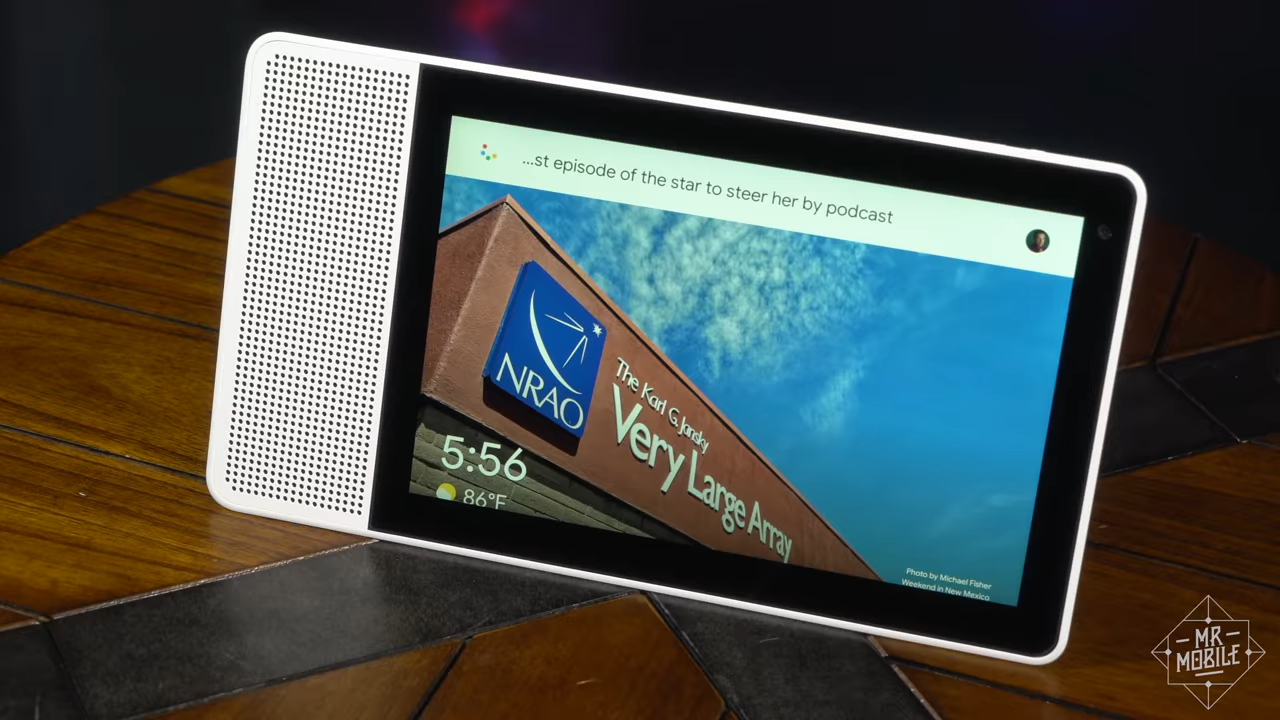 ...st episode of the star to steer her by podcast
NRAO
The Karl G. Jansky
Very Large Array
5:56
86°F
Photo by Michael Fisher
Weekend in New Mexico
MR
MOBILE